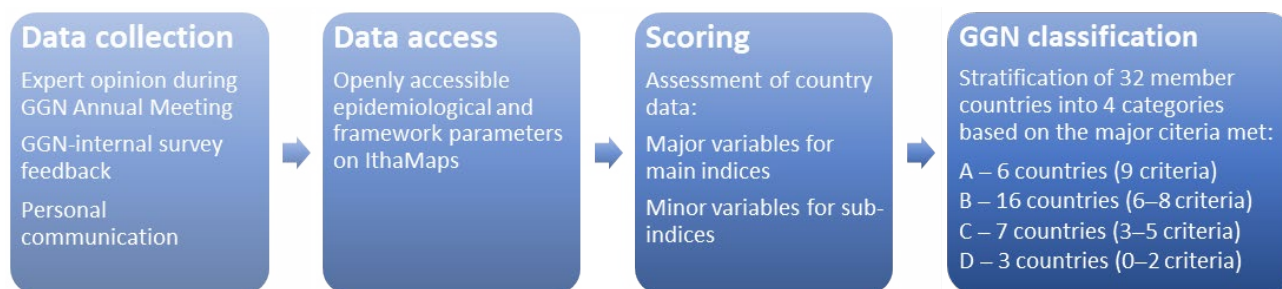 Data collection
Expert opinion during
GGN Annual Meeting
GGN-internal survey
feedback
Personal
communication
Data access
Openly accessible
epidemiological and
framework parameters
on IthaMaps
Scoring
Assessment of country
data:
Major variables for
main indices
Minor variables for sub-
indices
GGN classification
Stratification of 32 member
countries into 4 categories
based on the major citeria met:
A – 6 countries (9 criteria)
B – 16 countries (6–8 criteria)
C – 7 countries (3–5 criteria)
D – 3 countries (0–2 criteria)